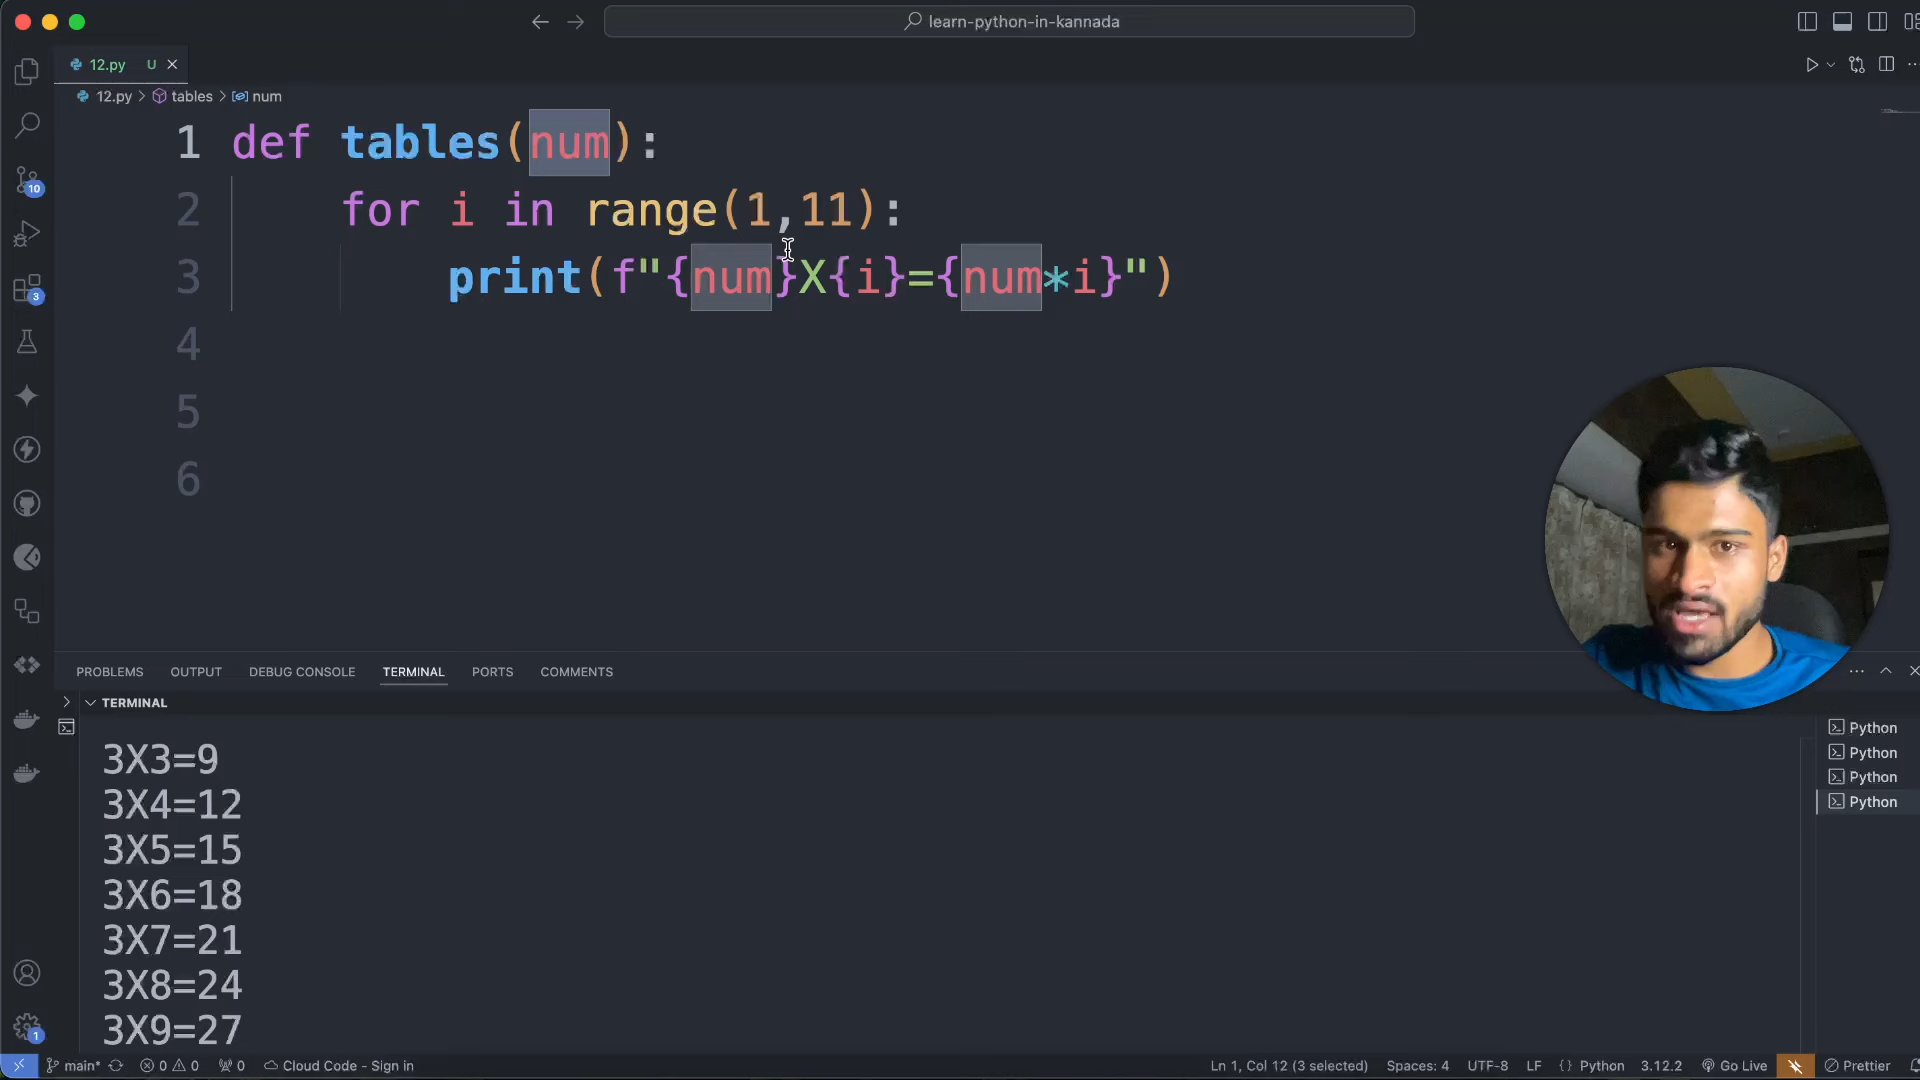 learn-python-in-kannada
12.py U
12.py > tables > num
1 def tables(num):
2 for i in range(1,11):
3 print(f"{num}X{i}={num*i}")
4
5
6
10
3
PROBLEMS OUTPUT DEBUG CONSOLE TERMINAL PORTS COMMENTS
TERMINAL
3X3=9
3X4=12
3X5=15
3X6=18
3X7=21
3X8=24
3X9=27
Python
Python
Python
Python
1
main* 0 0 0 Cloud Code - Sign in Ln 1, Col 12 (3 selected) Spaces: 4 UTF-8 LF {} Python 3.12.2 Go Live Prettier